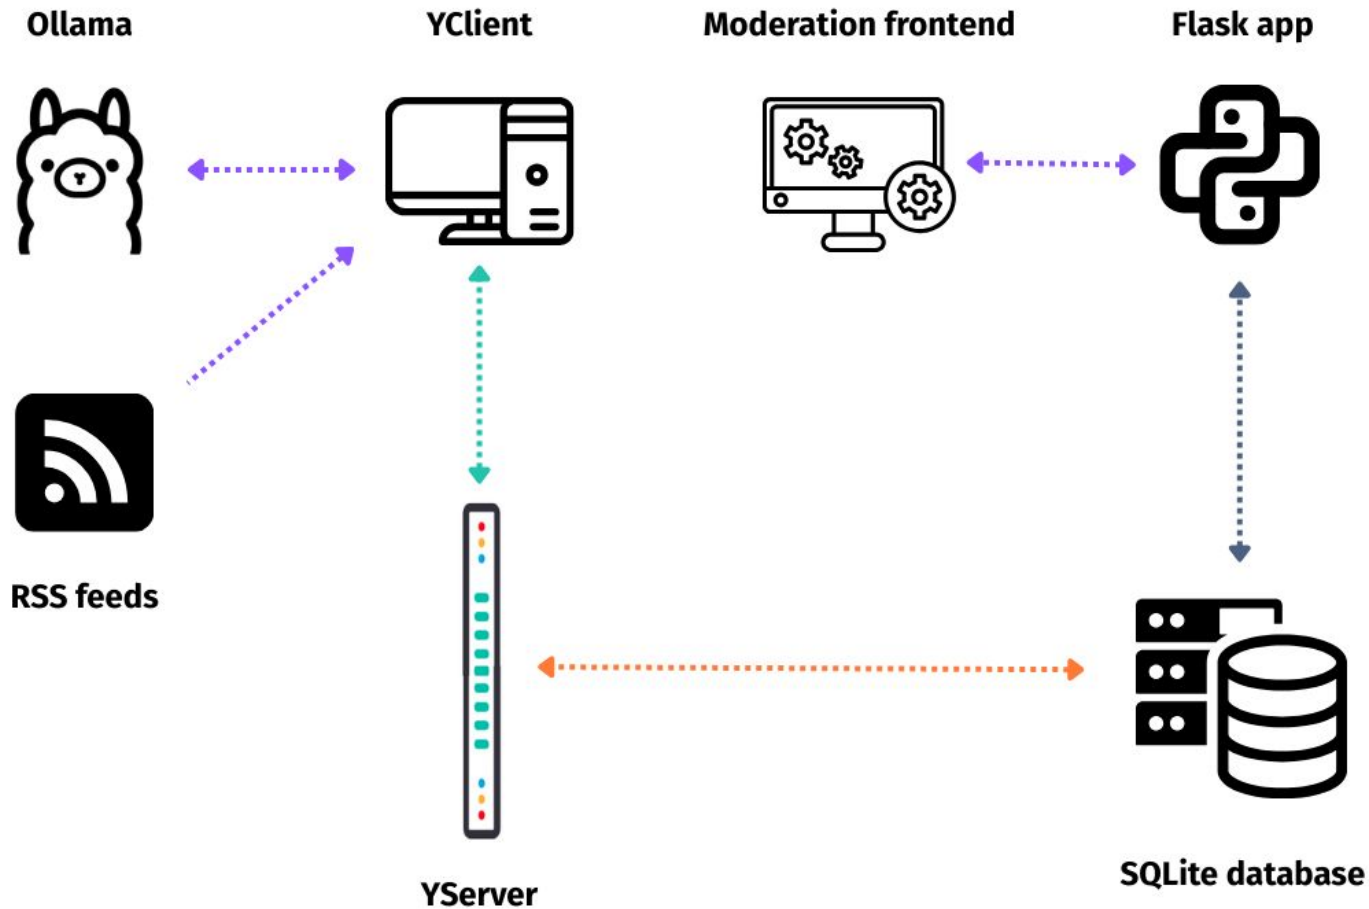 Ollama
YClient
Moderation frontend
Flask app
RSS feeds
YServer
SQLite database